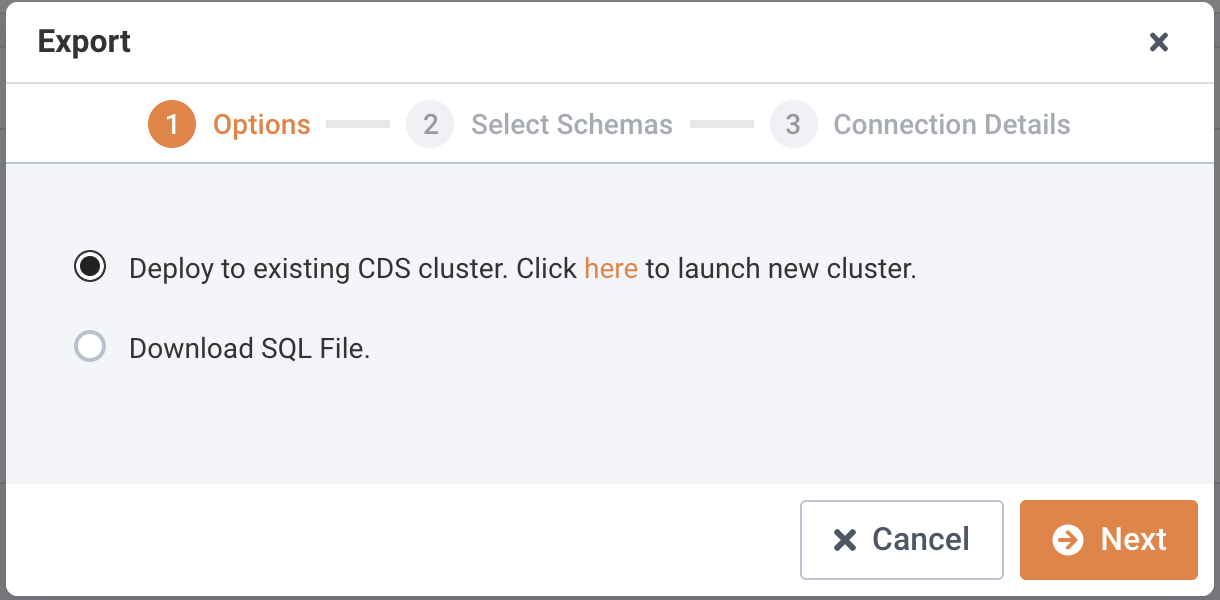 Export
1 Options 2 Select Schemas 3 Connection Details
Deploy to existing CDS cluster. Click here to launch new cluster.
Download SQL File.
Cancel Next